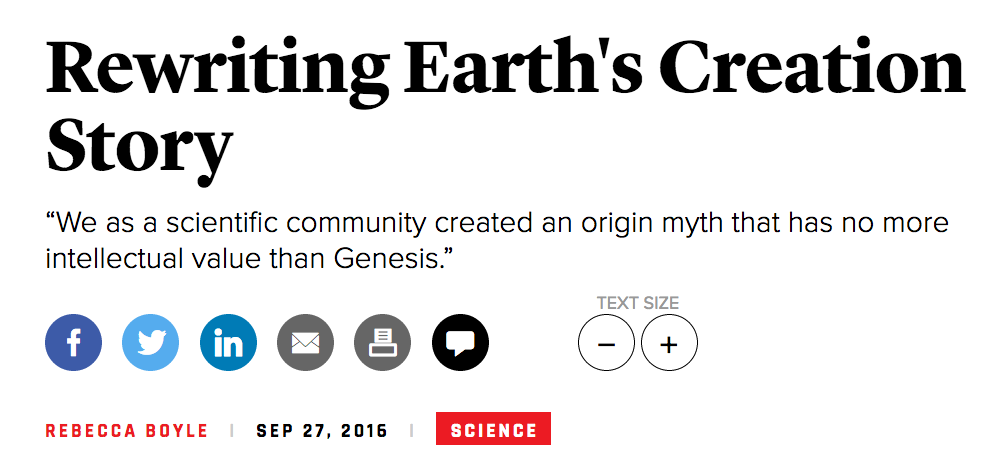 Rewriting Earth's Creation
Story
“We as a scientific community created an origin myth that has no more
intellectual value than Genesis.”
TEXT SIZE
f in − +
REBECCA BOYLE | SEP 27, 2016 | SCIENCE